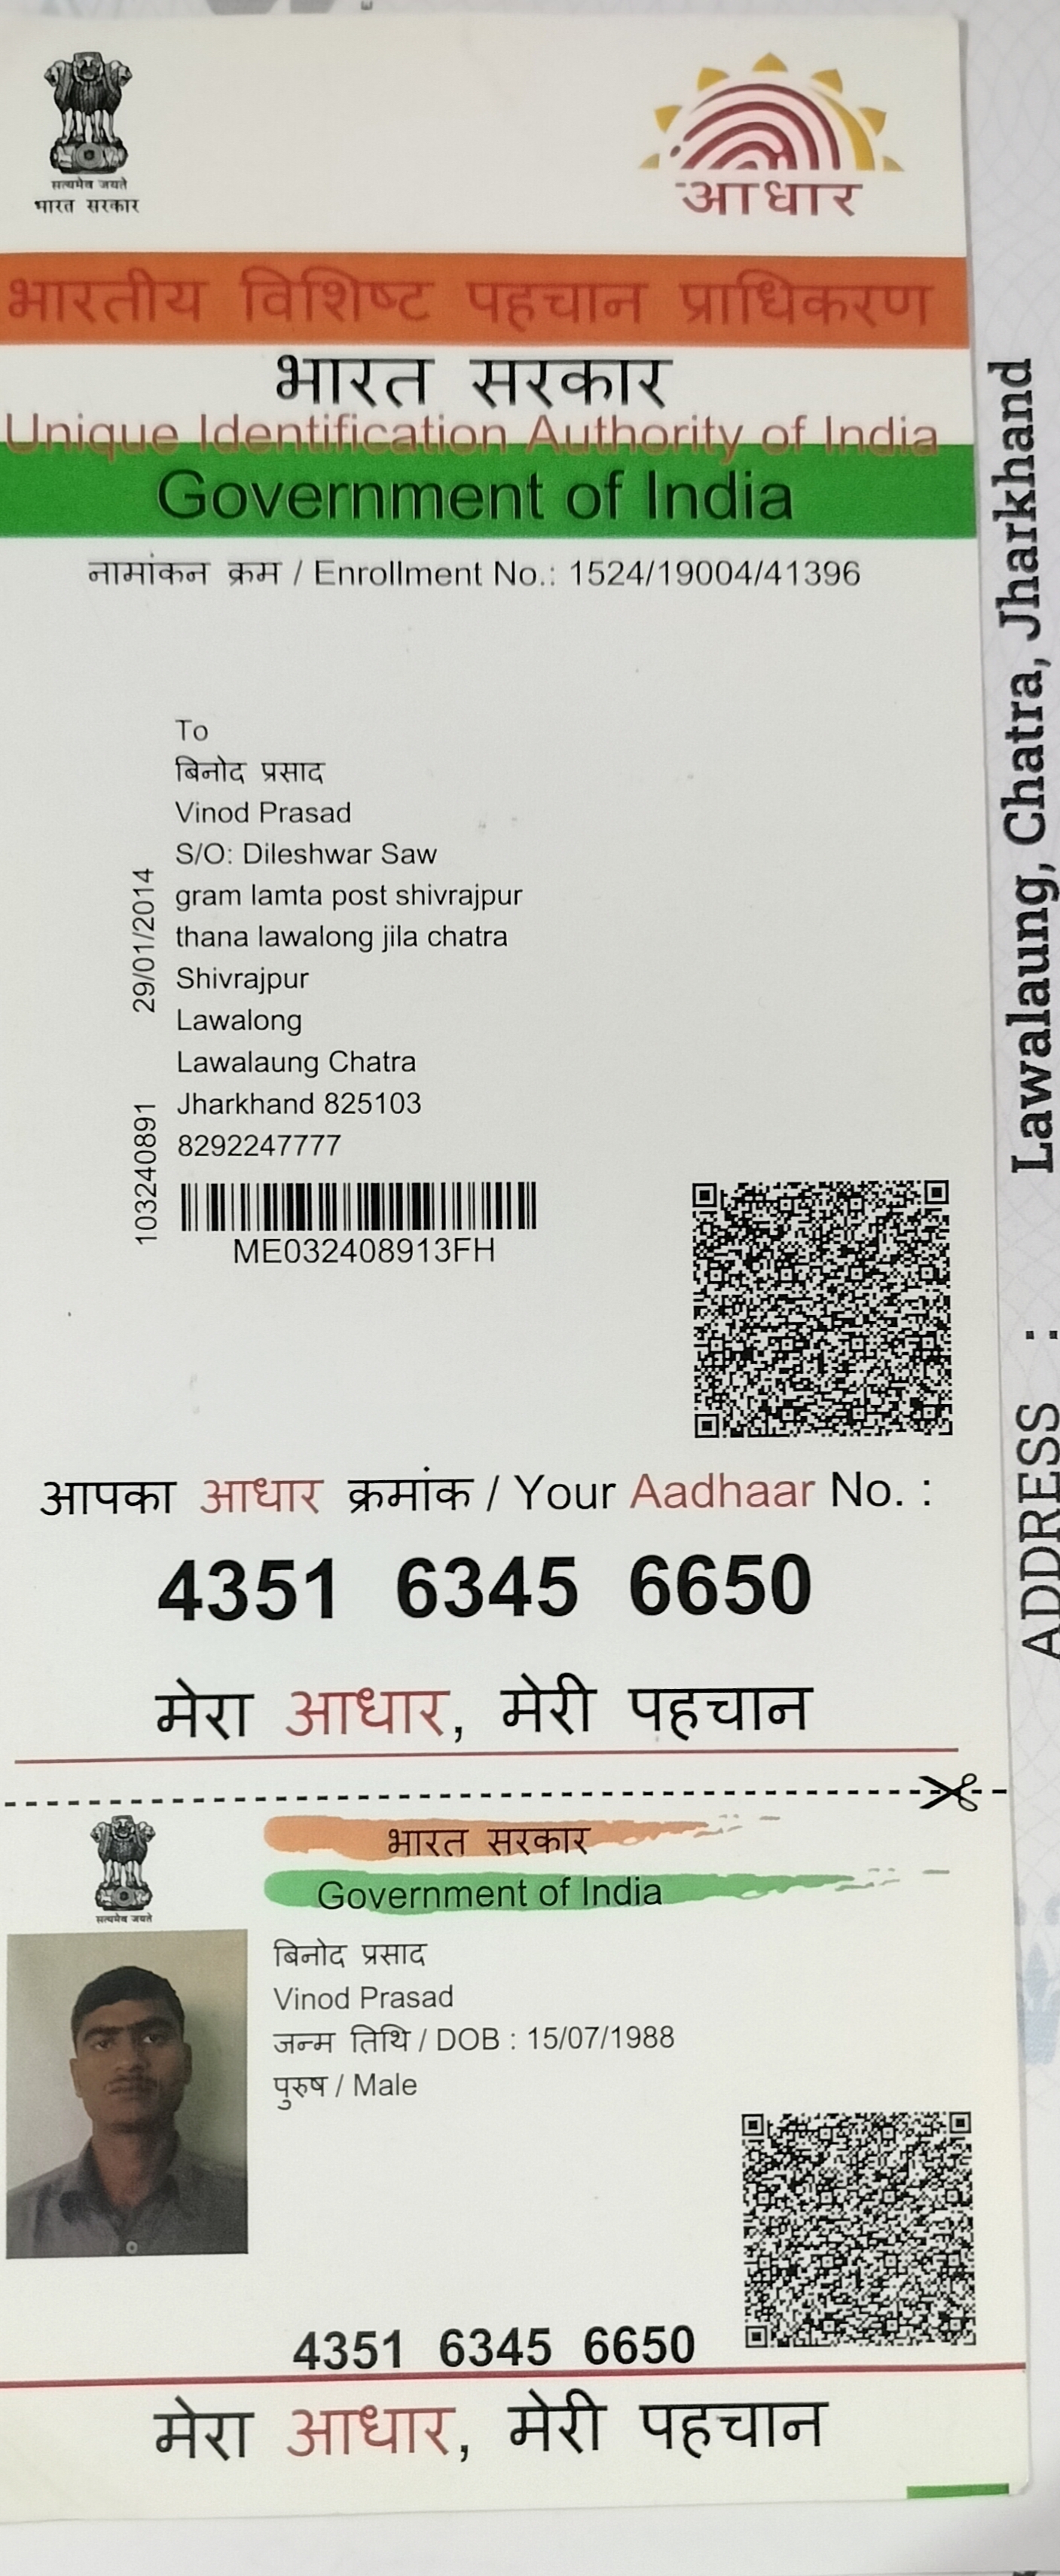 सत्यमेव जयते
भारत सरकार
आधार
भारतीय विशिष्ट पहचान प्राधिकरण
भारत सरकार
Unique Identification Authority of India
Government of India
नामांकन क्रम / Enrollment No.: 1524/19004/41396
To
बिनोद प्रसाद
Vinod Prasad
S/O: Dileshwar Saw
gram lamta post shivrajpur
thana lawalong jila chatra
Shivrajpur
Lawalong
Lawalaung Chatra
Jharkhand 825103
8292247777
29/01/2014
103240891
ME032408913FH
आपका आधार क्रमांक / Your Aadhaar No. :
4351 6345 6650
मेरा आधार, मेरी पहचान
सत्यमेव जयते
भारत सरकार
Government of India
बिनोद प्रसाद
Vinod Prasad
जन्म तिथि / DOB : 15/07/1988
पुरुष / Male
4351 6345 6650
मेरा आधार, मेरी पहचान
ADDRESS : Lawalaung, Chatra, Jharkhand